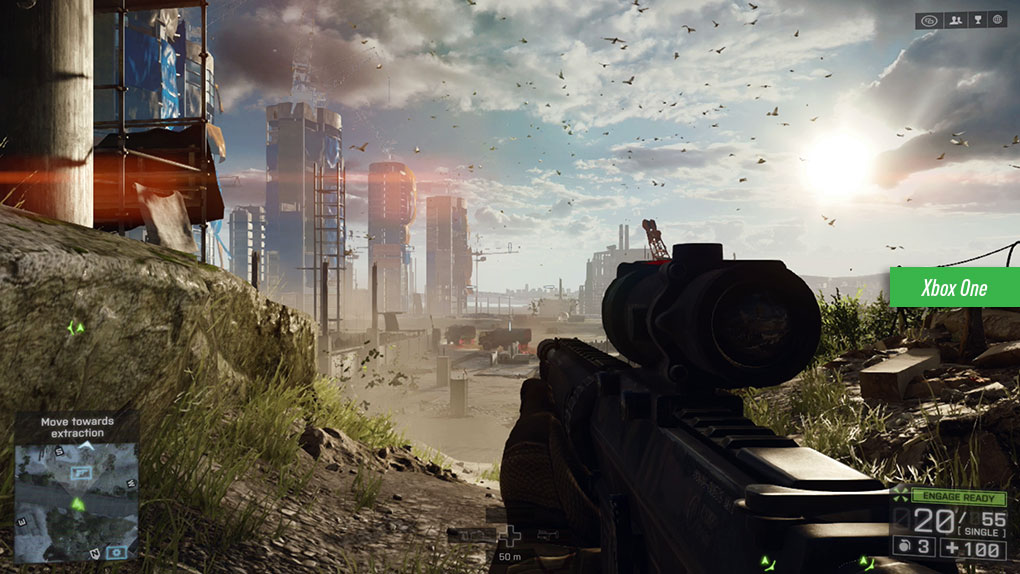 Xbox One
Move towards
extraction
S
W
E
N
50 m
ENGAGE READY
20/ 55
[ SINGLE ]
3
+100